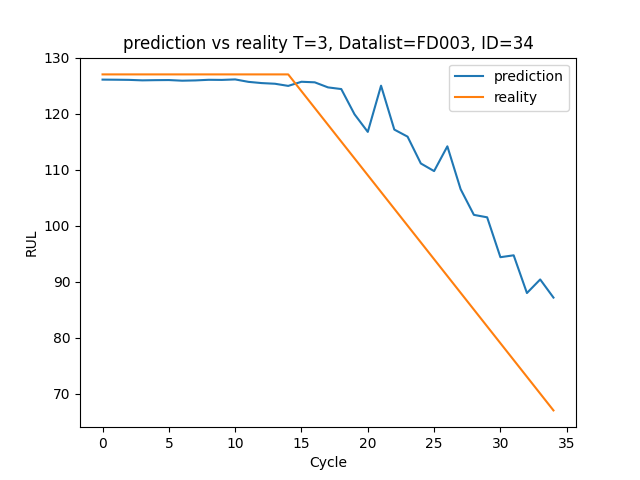 prediction vs reality T=3, Datalist=FD003, ID=34
prediction
reality
130
120
110
100
90
80
70
RUL
0 5 10 15 20 25 30 35
Cycle